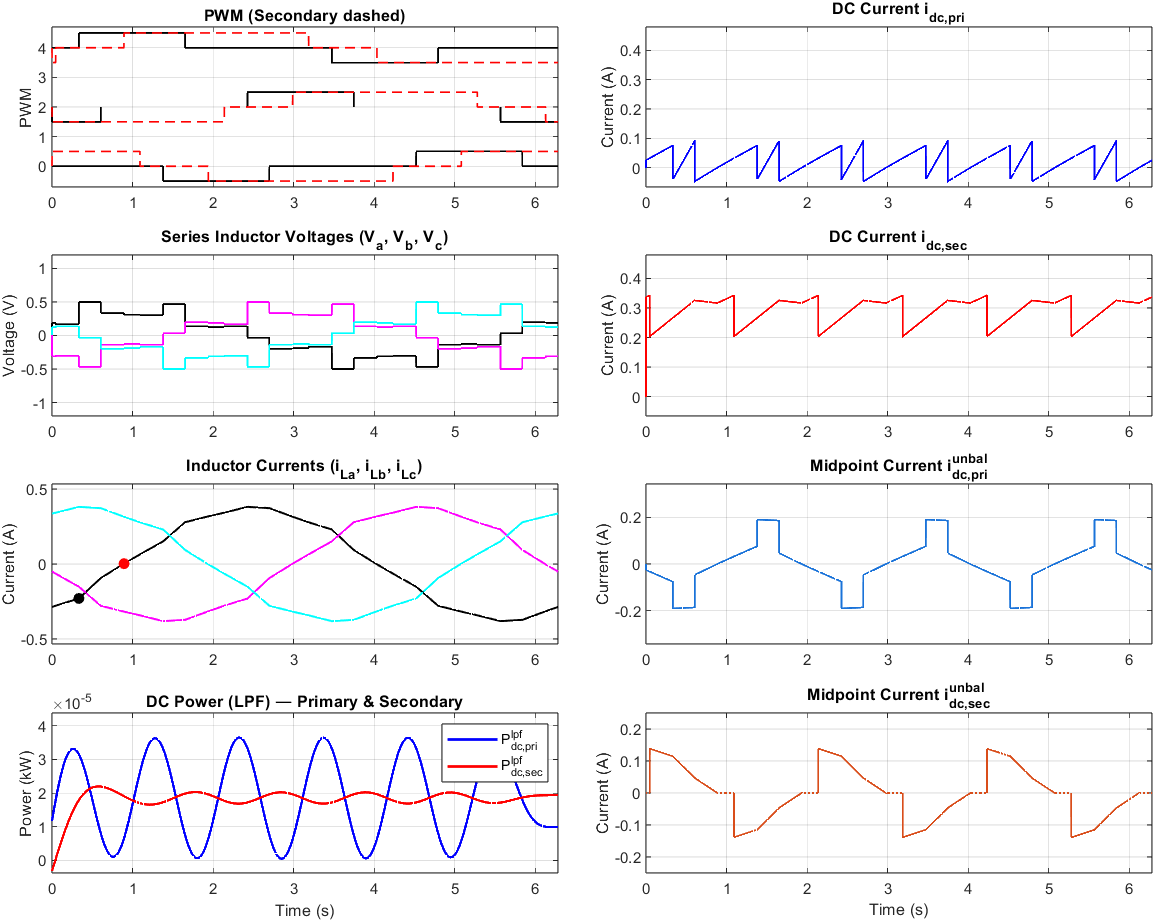 PWM (Secondary dashed)
PWM
4
3
2
1
0
0 1 2 3 4 5 6
DC Current i_dc,pri
Current (A)
0.4
0.3
0.2
0.1
0
0 1 2 3 4 5 6
Series Inductor Voltages (V_a, V_b, V_c)
Voltage (V)
1
0.5
0
-0.5
-1
0 1 2 3 4 5 6
DC Current i_dc,sec
Current (A)
0.4
0.3
0.2
0.1
0
0 1 2 3 4 5 6
Inductor Currents (i_La, i_Lb, i_Lc)
Current (A)
0.5
0
-0.5
0 1 2 3 4 5 6
Midpoint Current i_dc,pri^unbal
Current (A)
0.2
0
-0.2
0 1 2 3 4 5 6
DC Power (LPF) — Primary & Secondary
×10^-5
Power (kW)
4
3
2
1
0
P_dc,pri^lpf
P_dc,sec^lpf
0 1 2 3 4 5 6
Time (s)
Midpoint Current i_dc,sec^unbal
Current (A)
0.2
0.1
0
-0.1
-0.2
0 1 2 3 4 5 6
Time (s)